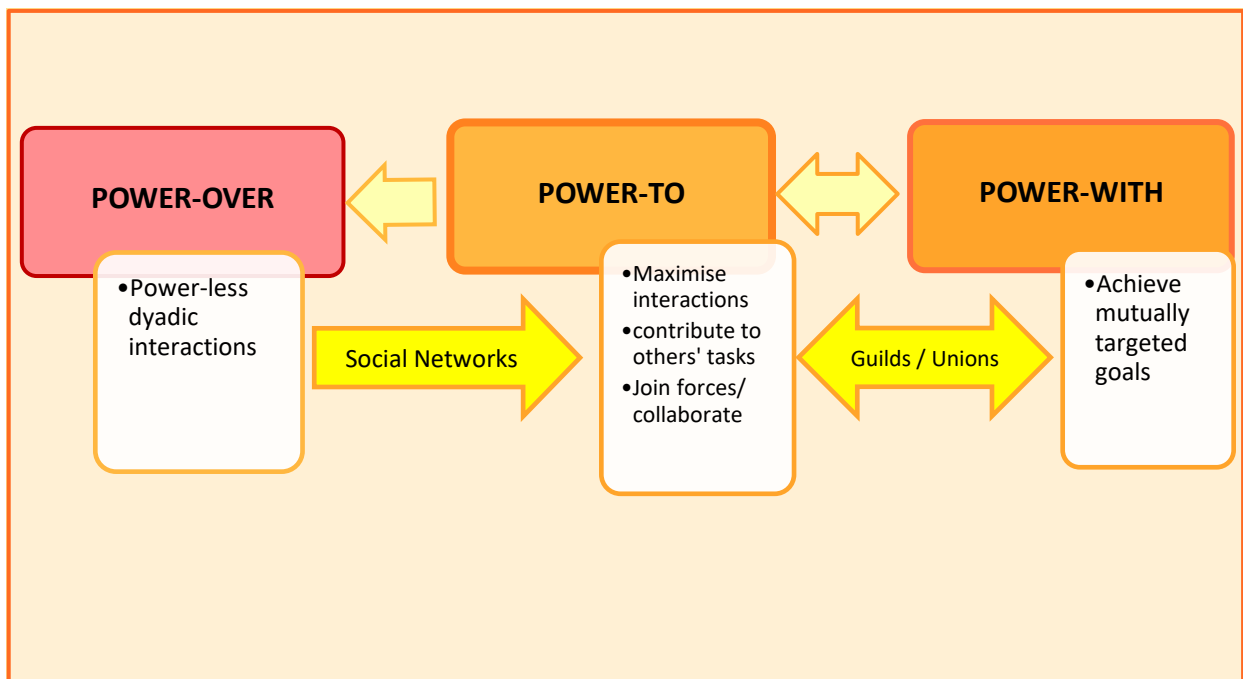 POWER-OVER
•Power-less
dyadic
interactions
Social Networks
POWER-TO
•Maximise
interactions
•contribute to
others' tasks
•Join forces/
collaborate
Guilds / Unions
POWER-WITH
•Achieve
mutually
targeted
goals